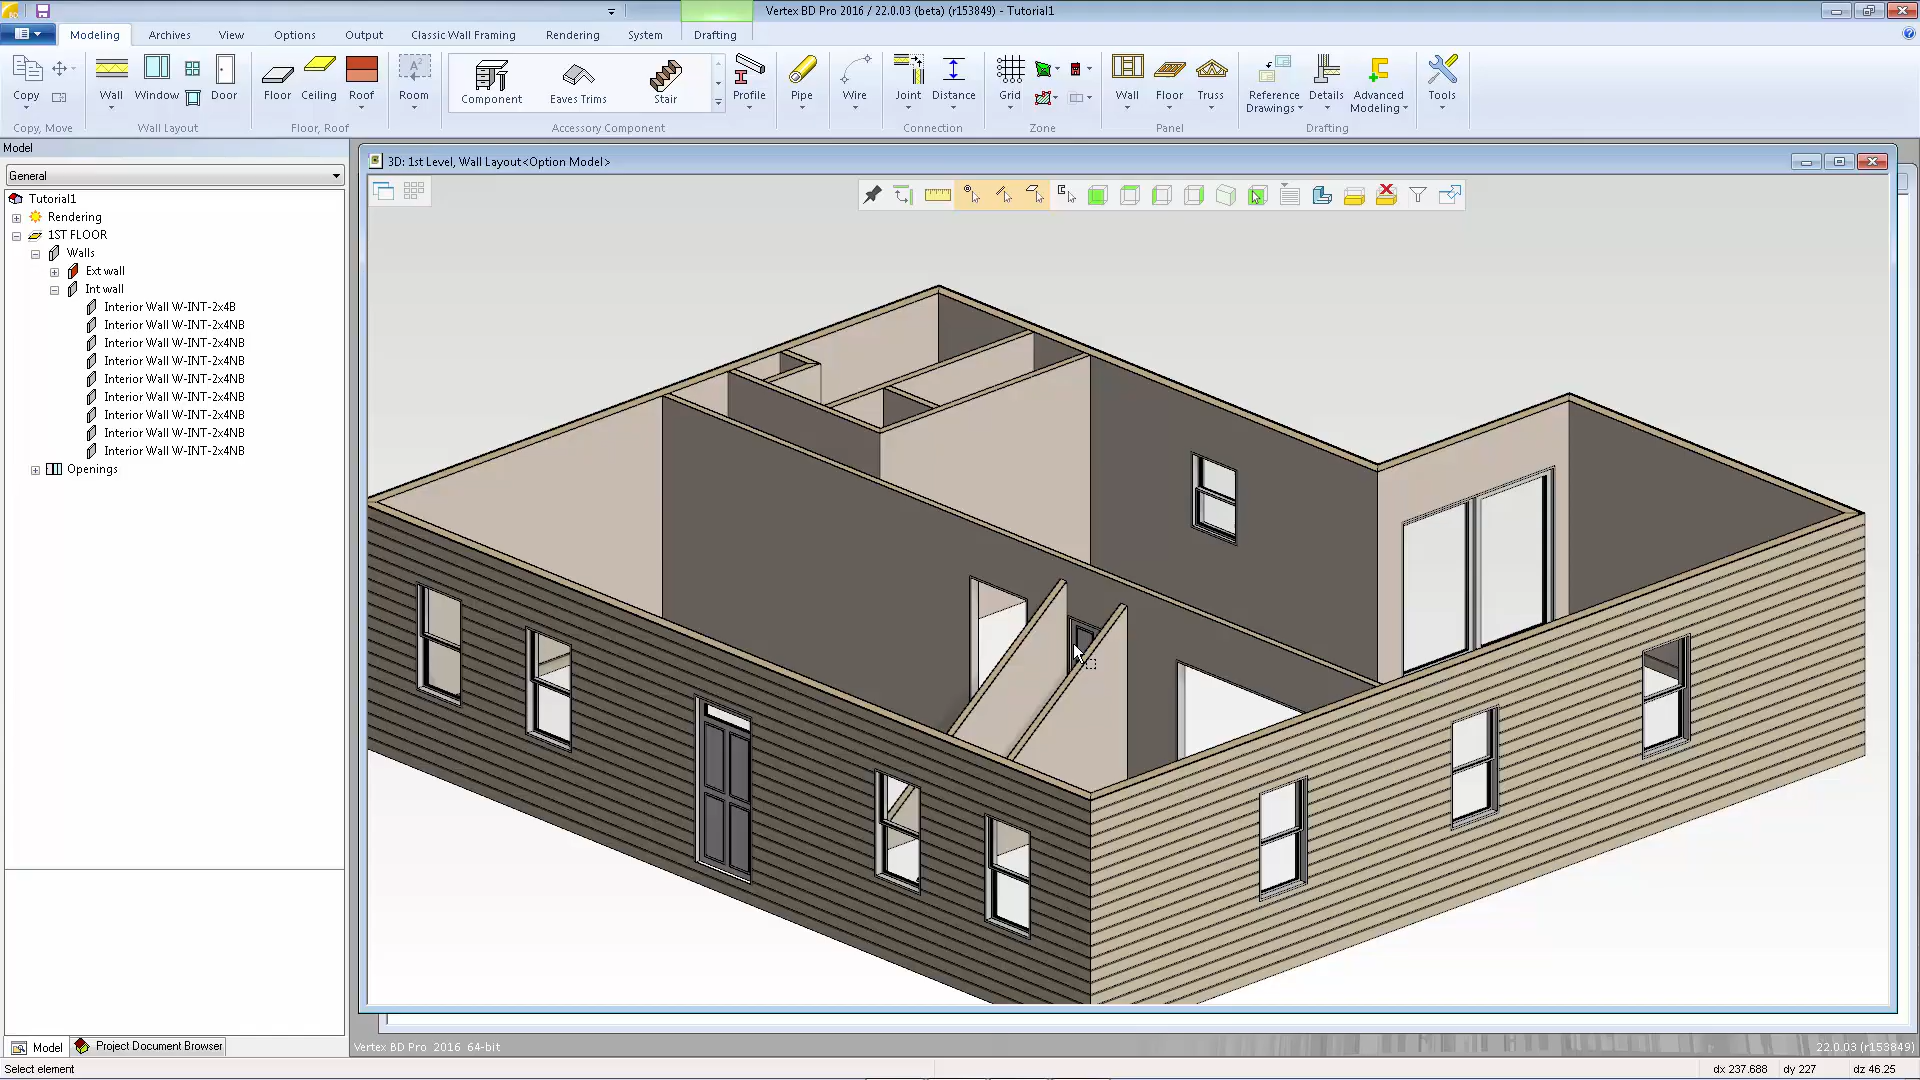 Vertex BD Pro 2016 / 22.0.03 (beta) (r153849) - Tutorial1
Modeling Archives View Options Output Classic Wall Framing Rendering System Drafting
Copy Wall Window Door Floor Ceiling Roof Room Component Eaves Trims Stair Profile Pipe Wire Joint Distance Grid Wall Floor Truss Reference Drawings Details Advanced Modeling Tools
Copy, Move Wall Layout Floor, Roof Accessory Component Connection Zone Panel Drafting
Model
3D: 1st Level, Wall Layout<Option Model>
General
Tutorial1
Rendering
1ST FLOOR
Walls
Ext wall
Int wall
Interior Wall W-INT-2x4B
Interior Wall W-INT-2x4NB
Interior Wall W-INT-2x4NB
Interior Wall W-INT-2x4NB
Interior Wall W-INT-2x4NB
Interior Wall W-INT-2x4NB
Interior Wall W-INT-2x4NB
Interior Wall W-INT-2x4NB
Interior Wall W-INT-2x4NB
Openings
Model Project Document Browser
Vertex BD Pro 2016 64-bit
22.0.03 (r153849)
Select element
dx 237.688 dy 227 dz 46.25